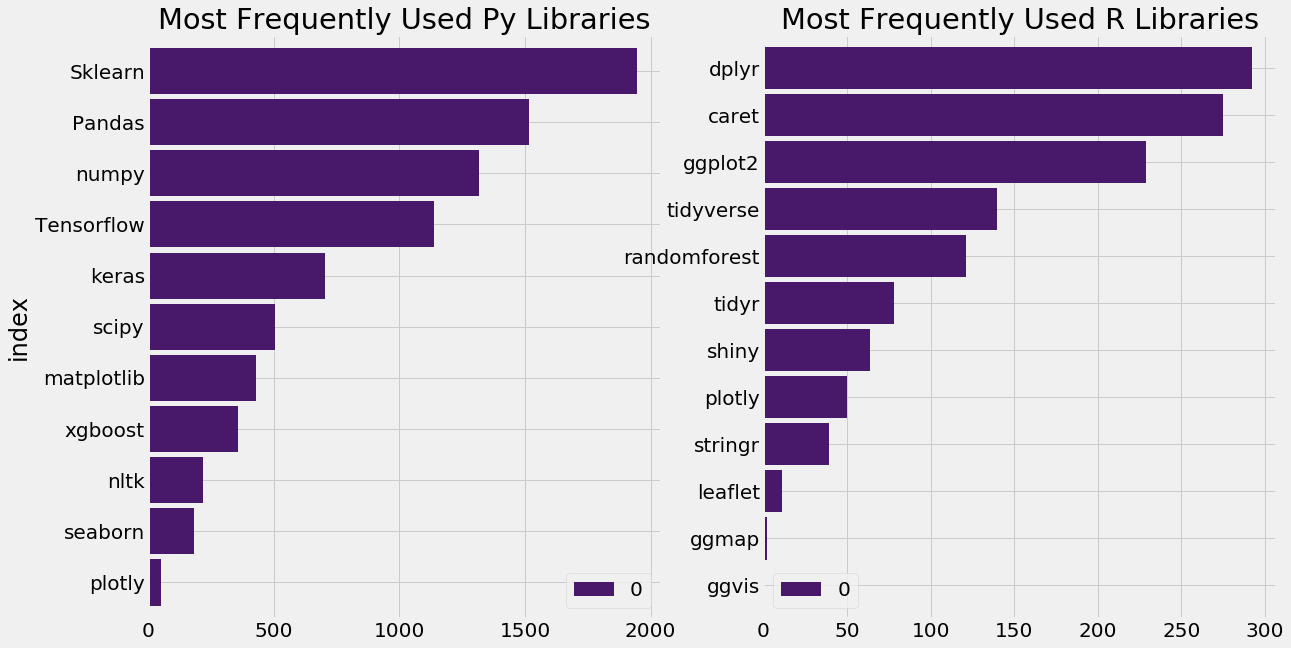 Most Frequently Used Py Libraries
index
Sklearn
Pandas
numpy
Tensorflow
keras
scipy
matplotlib
xgboost
nltk
seaborn
plotly
0
0 500 1000 1500 2000
Most Frequently Used R Libraries
dplyr
caret
ggplot2
tidyverse
randomforest
tidyr
shiny
plotly
stringr
leaflet
ggmap
ggvis
0
0 50 100 150 200 250 300